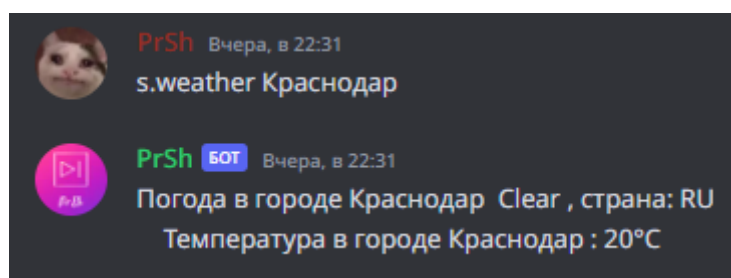 PrSh Вчера, в 22:31
s.weather Краснодар
PrSh БОТ Вчера, в 22:31
Погода в городе Краснодар Clear , страна: RU
Температура в городе Краснодар : 20°C